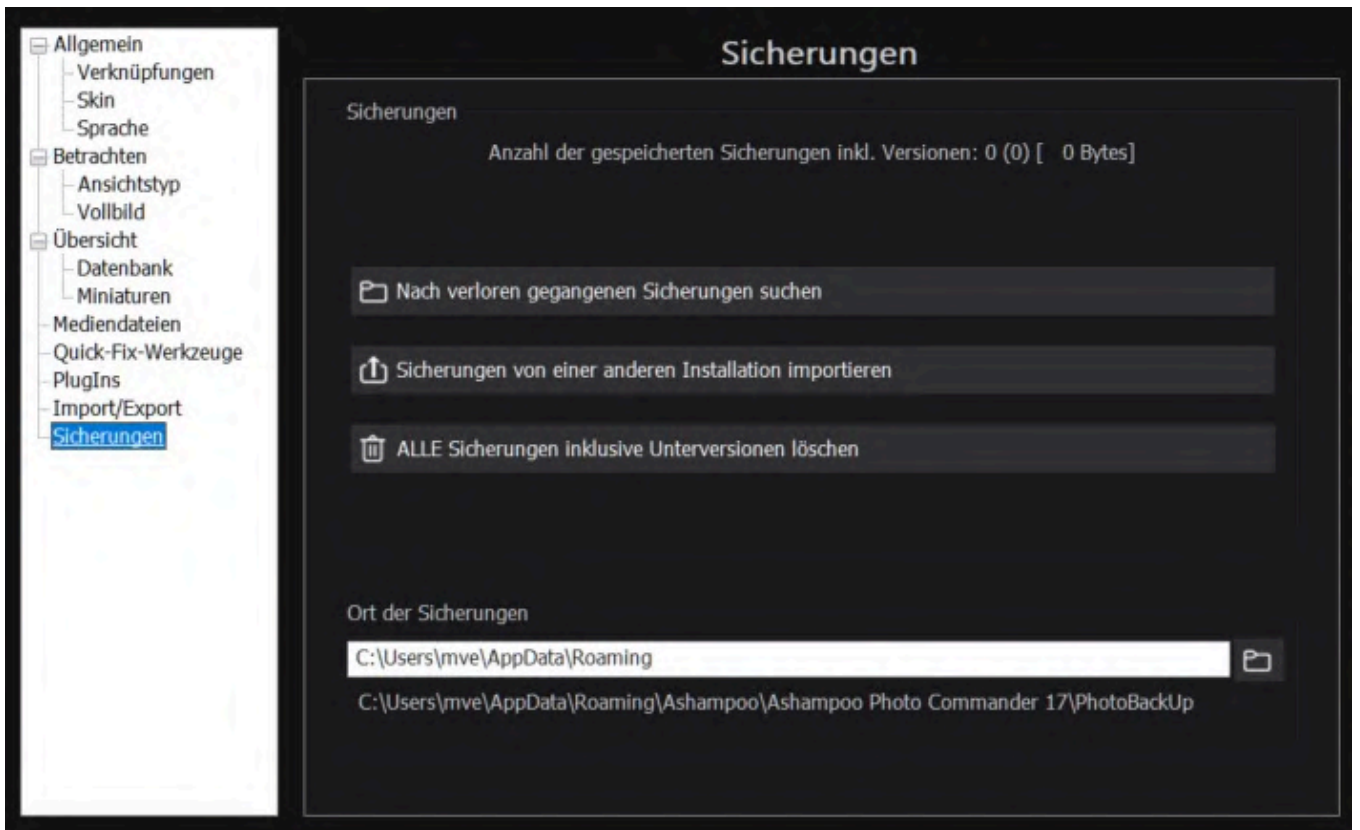 Allgemein
Verknüpfungen
Skin
Sprache
Betrachten
Ansichtstyp
Vollbild
Übersicht
Datenbank
Miniaturen
Mediendateien
Quick-Fix-Werkzeuge
PlugIns
Import/Export
Sicherungen
Sicherungen
Sicherungen
Anzahl der gespeicherten Sicherungen inkl. Versionen: 0 (0) [   0 Bytes]
Nach verloren gegangenen Sicherungen suchen
Sicherungen von einer anderen Installation importieren
ALLE Sicherungen inklusive Unterversionen löschen
Ort der Sicherungen
C:\Users\mve\AppData\Roaming
C:\Users\mve\AppData\Roaming\Ashampoo\Ashampoo Photo Commander 17\PhotoBackUp